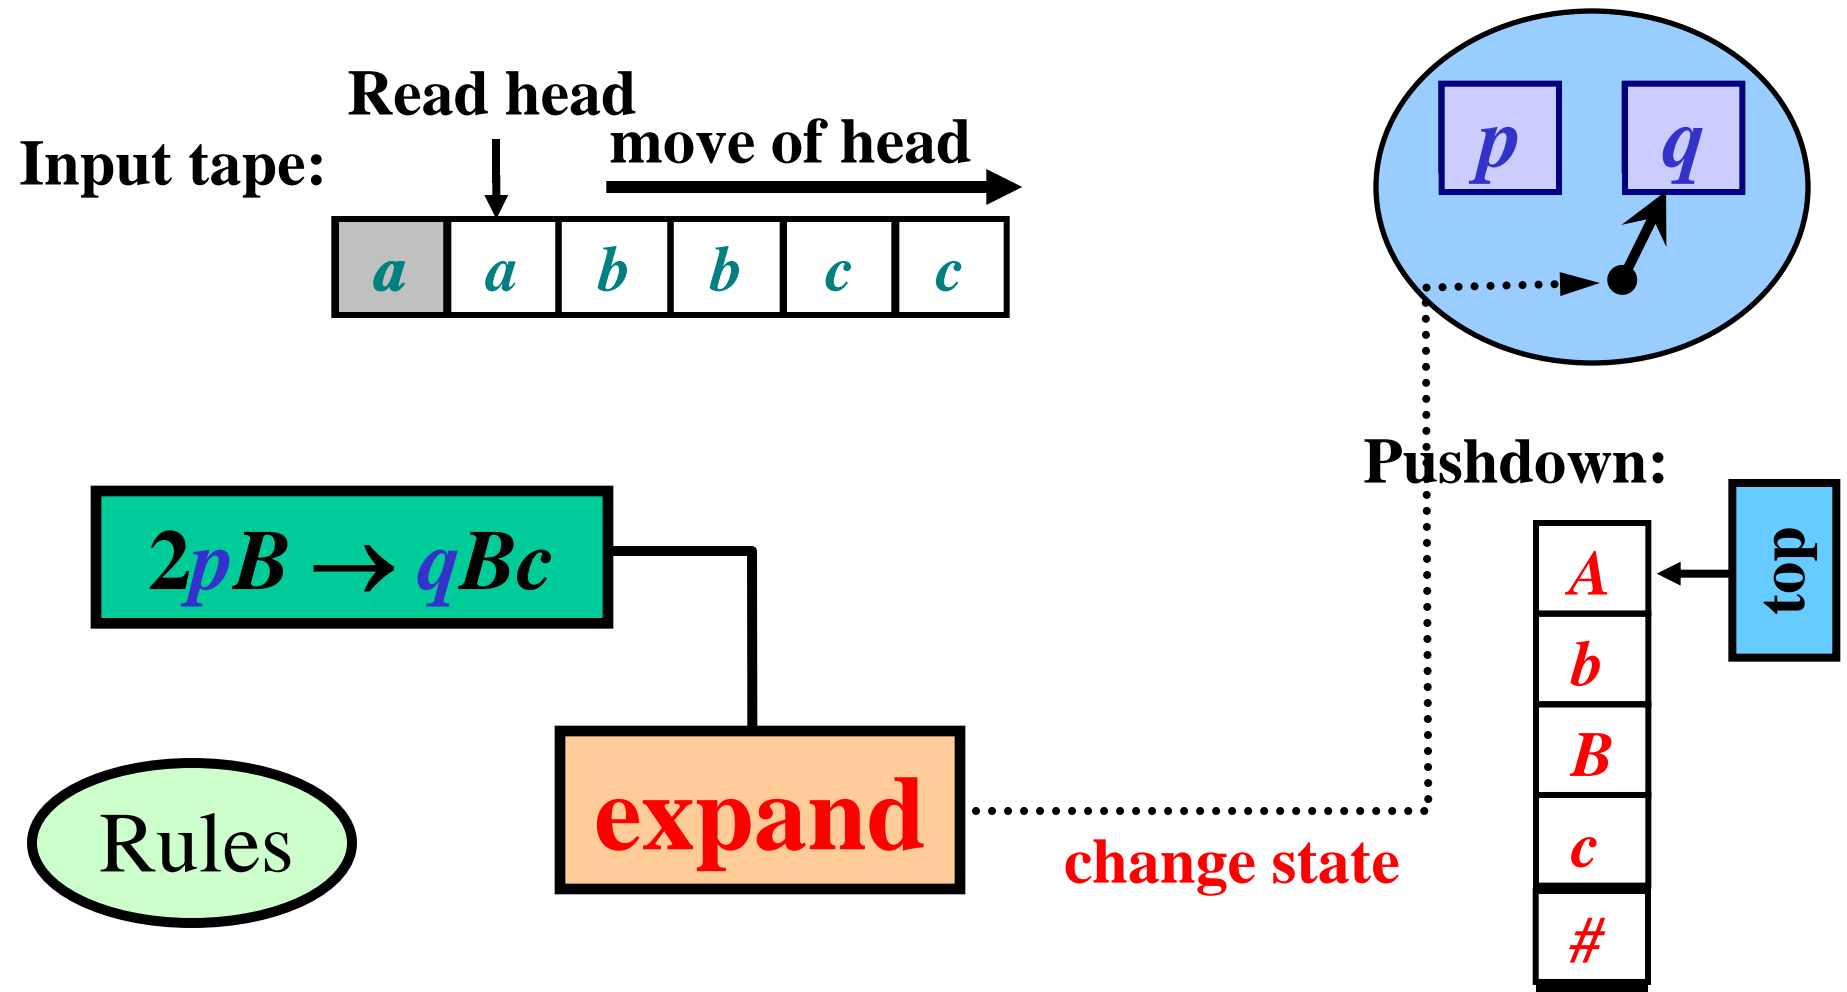 Read head
move of head
Input tape:
a a b b c c
p q
Pushdown:
top
2pB → qBc
A
b
B
c
#
expand
Rules
change state